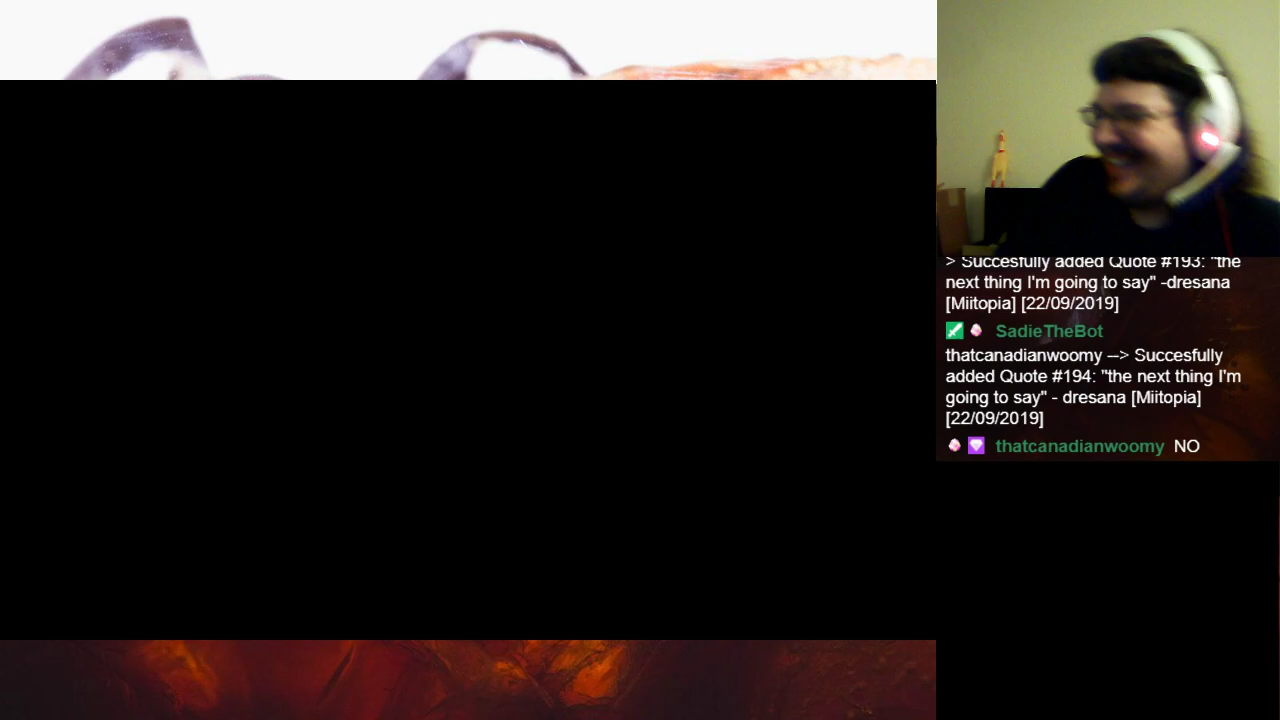 > Succesfully added Quote #193: "the
next thing I'm going to say" -dresana
[Miitopia] [22/09/2019]
SadieTheBot
thatcanadianwoomy --> Succesfully
added Quote #194: "the next thing I'm
going to say" - dresana [Miitopia]
[22/09/2019]
thatcanadianwoomy NO